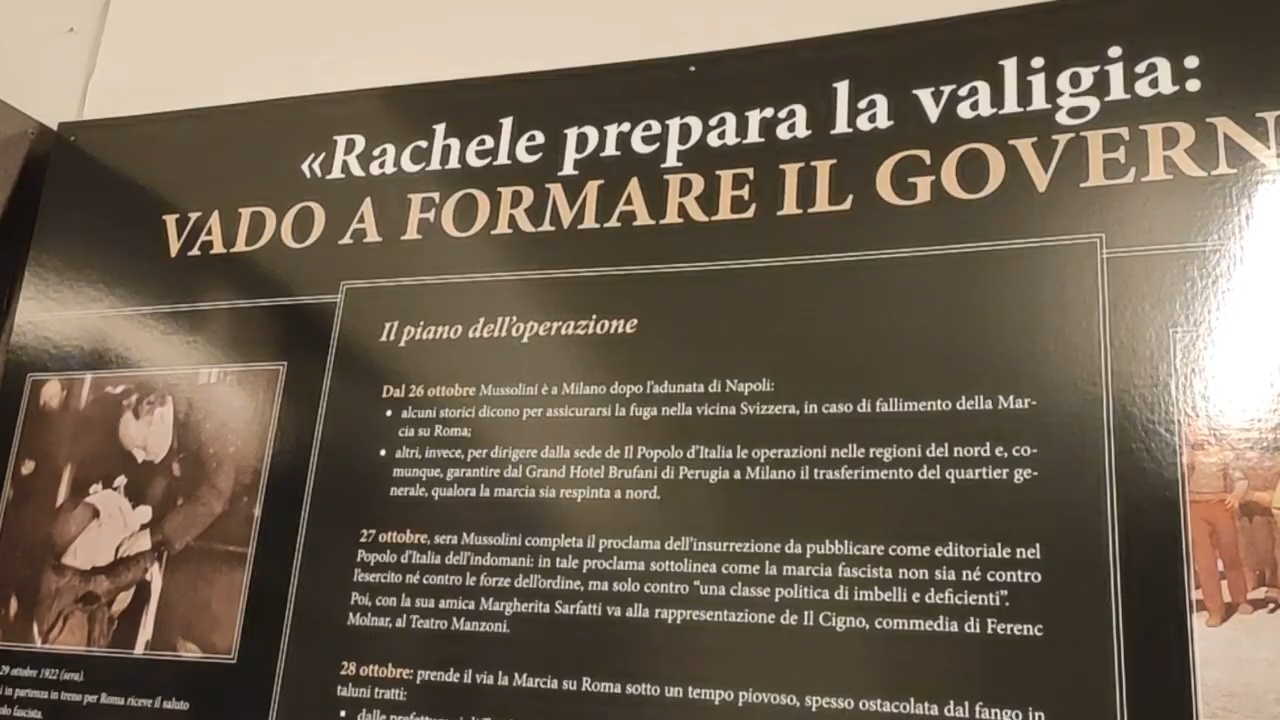 «Rachele prepara la valigia:
VADO A FORMARE IL GOVERN
Il piano dell'operazione
Dal 26 ottobre Mussolini è a Milano dopo l'adunata di Napoli:
• alcuni storici dicono per assicurarsi la fuga nella vicina Svizzera, in caso di fallimento della Mar-
cia su Roma;
• altri, invece, per dirigere dalla sede de Il Popolo d'Italia le operazioni nelle regioni del nord e, co-
munque, garantire dal Grand Hotel Brufani di Perugia a Milano il trasferimento del quartier ge-
nerale, qualora la marcia sia respinta a nord.
27 ottobre, sera Mussolini completa il proclama dell'insurrezione da pubblicare come editoriale nel
Popolo d'Italia dell'indomani: in tale proclama sottolinea come la marcia fascista non sia né contro
l'esercito né contro le forze dell'ordine, ma solo contro "una classe politica di imbelli e deficienti".
Poi, con la sua amica Margherita Sarfatti va alla rappresentazione de Il Cigno, commedia di Ferenc
Molnar, al Teatro Manzoni.
28 ottobre: prende il via la Marcia su Roma sotto un tempo piovoso, spesso ostacolata dal fango in
taluni tratti:
▪ dalle
29 ottobre 1922 (sera).
i in partenza in treno per Roma riceve il saluto
olo fascista.